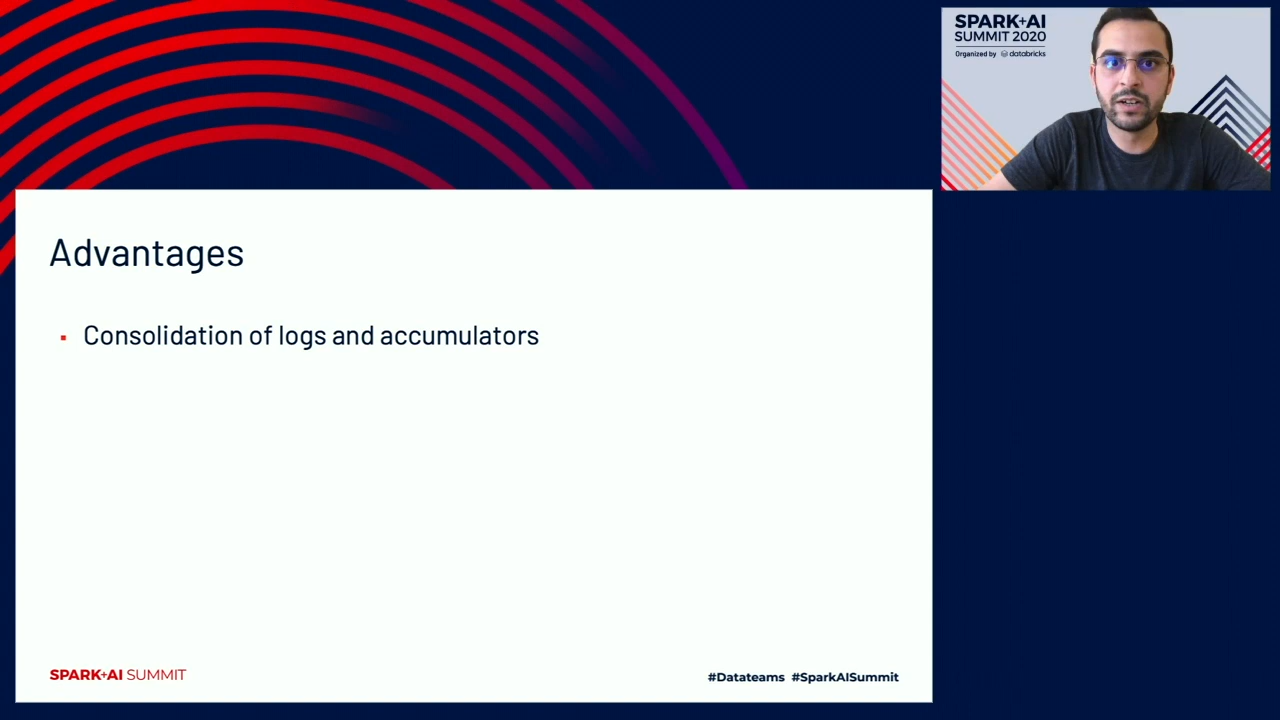 SPARK+AI
SUMMIT 2020
Organized by databricks
Advantages
Consolidation of logs and accumulators
SPARK+AI SUMMIT
#Datateams #SparkAISummit